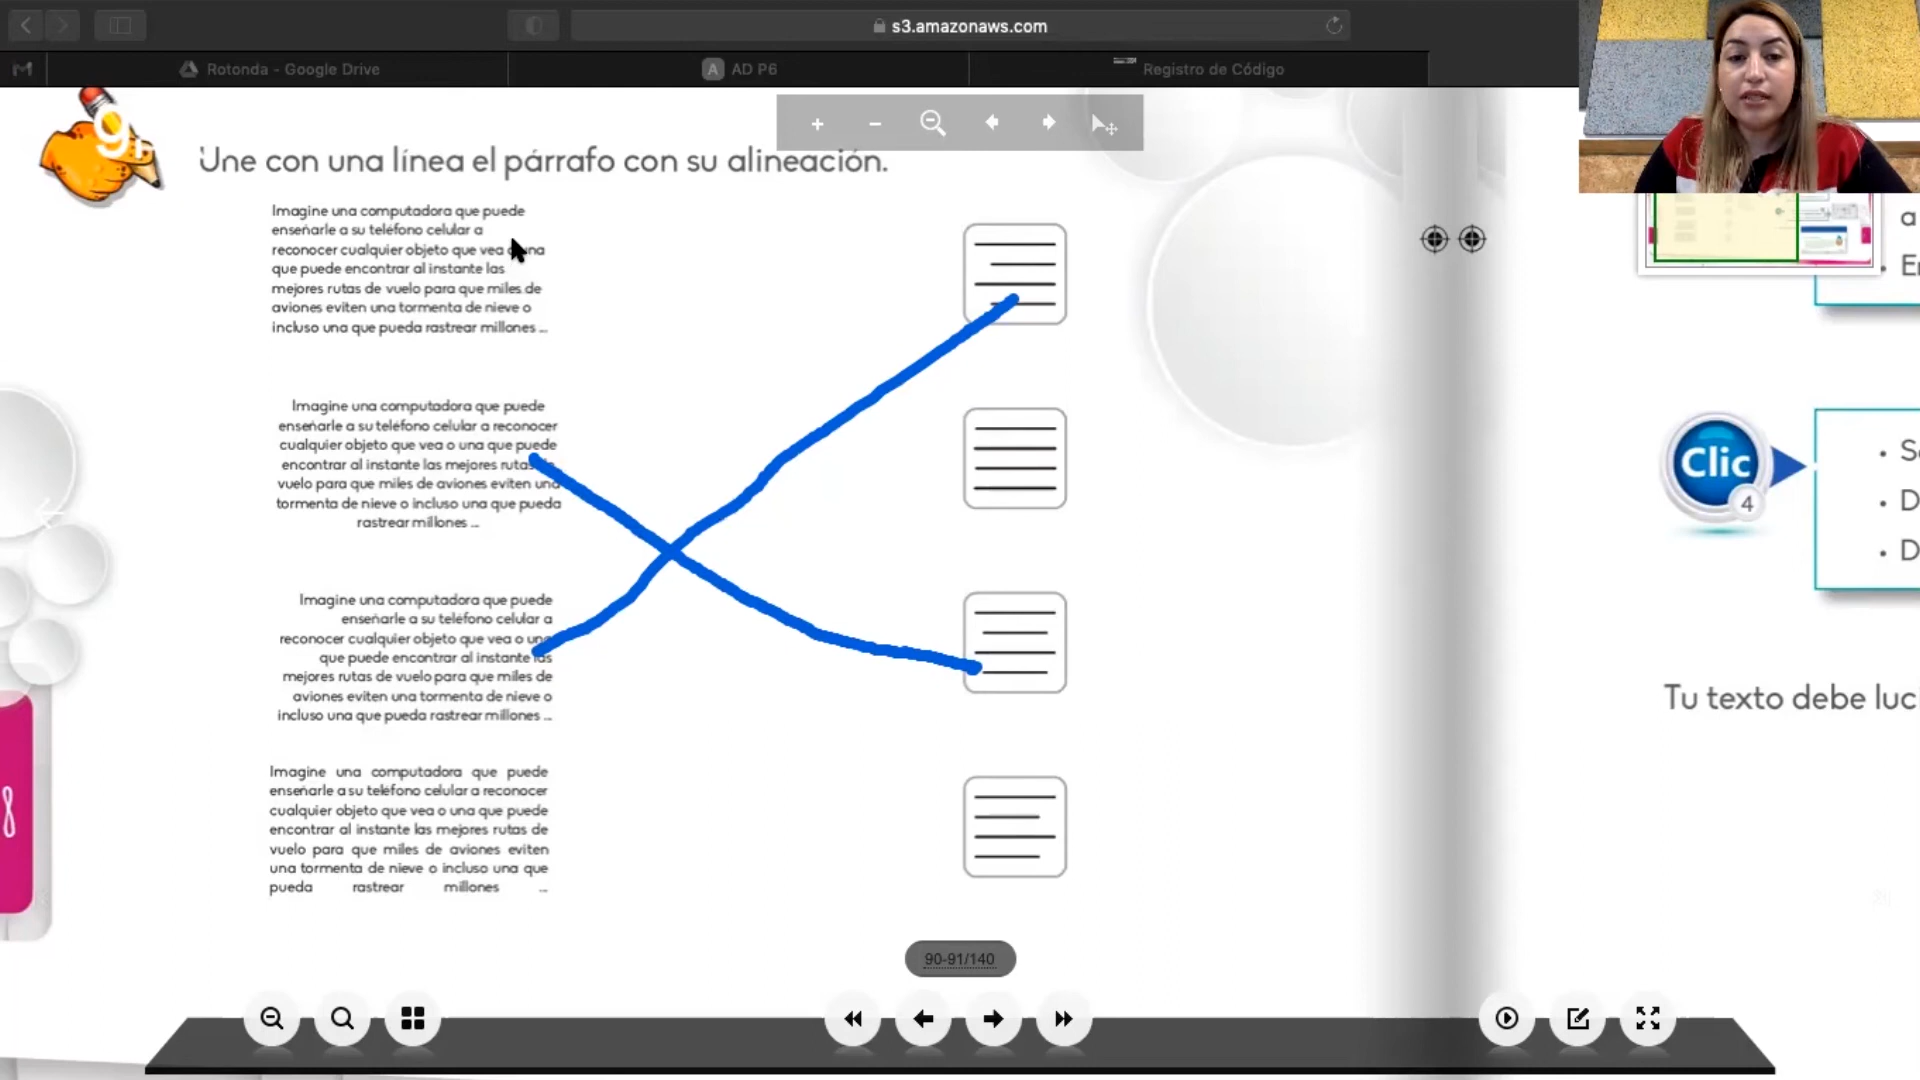 s3.amazonaws.com
Rotonda - Google Drive
A AD P6
Registro de Código
9.
Une con una línea el párrafo con su alineación.
Imagine una computadora que puede
enseñarle a su teléfono celular a
reconocer cualquier objeto que vea o una
que puede encontrar al instante las
mejores rutas de vuelo para que miles de
aviones eviten una tormenta de nieve o
incluso una que pueda rastrear millones ...
Imagine una computadora que puede
enseñarle a su teléfono celular a reconocer
cualquier objeto que vea o una que puede
encontrar al instante las mejores rutas de
vuelo para que miles de aviones eviten una
tormenta de nieve o incluso una que pueda
rastrear millones ...
Imagine una computadora que puede
enseñarle a su teléfono celular a
reconocer cualquier objeto que vea o una
que puede encontrar al instante las
mejores rutas de vuelo para que miles de
aviones eviten una tormenta de nieve o
incluso una que pueda rastrear millones ...
Imagine una computadora que puede
enseñarle a su teléfono celular a reconocer
cualquier objeto que vea o una que puede
encontrar al instante las mejores rutas de
vuelo para que miles de aviones eviten
una tormenta de nieve o incluso una que
pueda rastrear millones ...
90-91/140
a
• E
Clic
4
• S
• D
• D
Tu texto debe luc